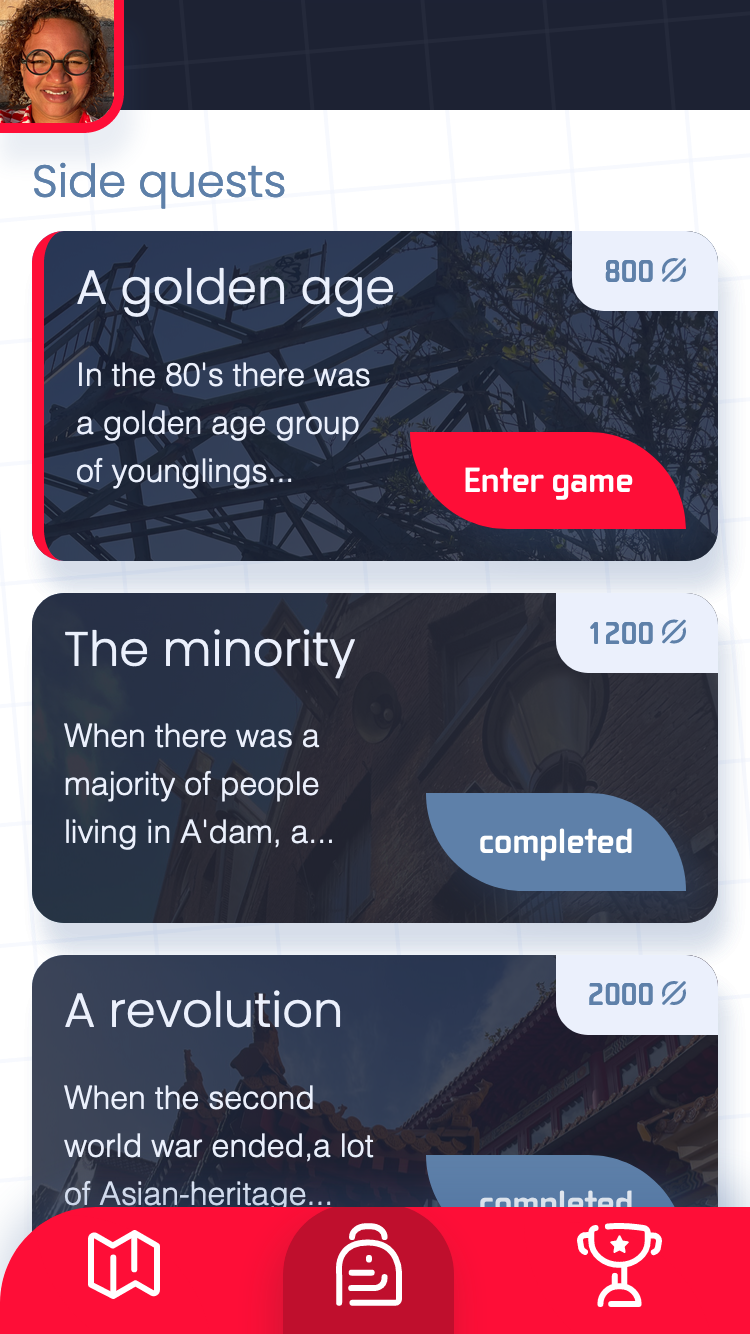 Side quests
A golden age
800
In the 80's there was
a golden age group
of younglings...
Enter game
The minority
1200
When there was a
majority of people
living in A'dam, a...
completed
A revolution
2000
When the second
world war ended,a lot
of Asian-heritage...
completed